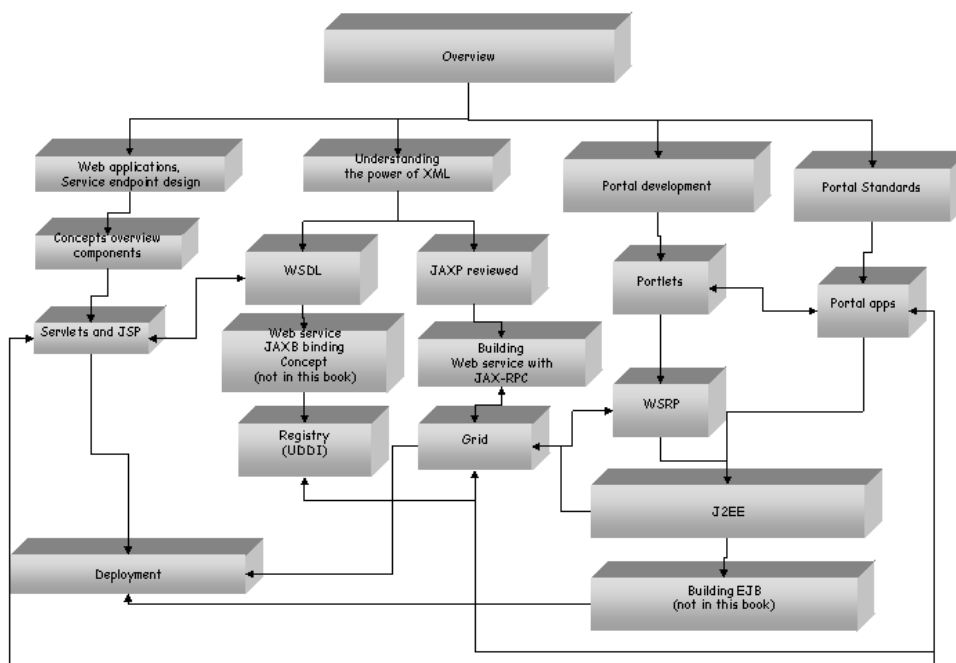 Overview
Web applications,
Service endpoint design
Understanding
the power of XML
Portal development
Portal Standards
Concepts overview
components
WSDL
JAXP reviewed
Portlets
Portal apps
Servlets and JSP
Web service
JAXB binding
Concept
(not in this book)
Building
Web service with
JAX-RPC
WSRP
Registry
(UDDI)
Grid
J2EE
Deployment
Building EJB
(not in this book)